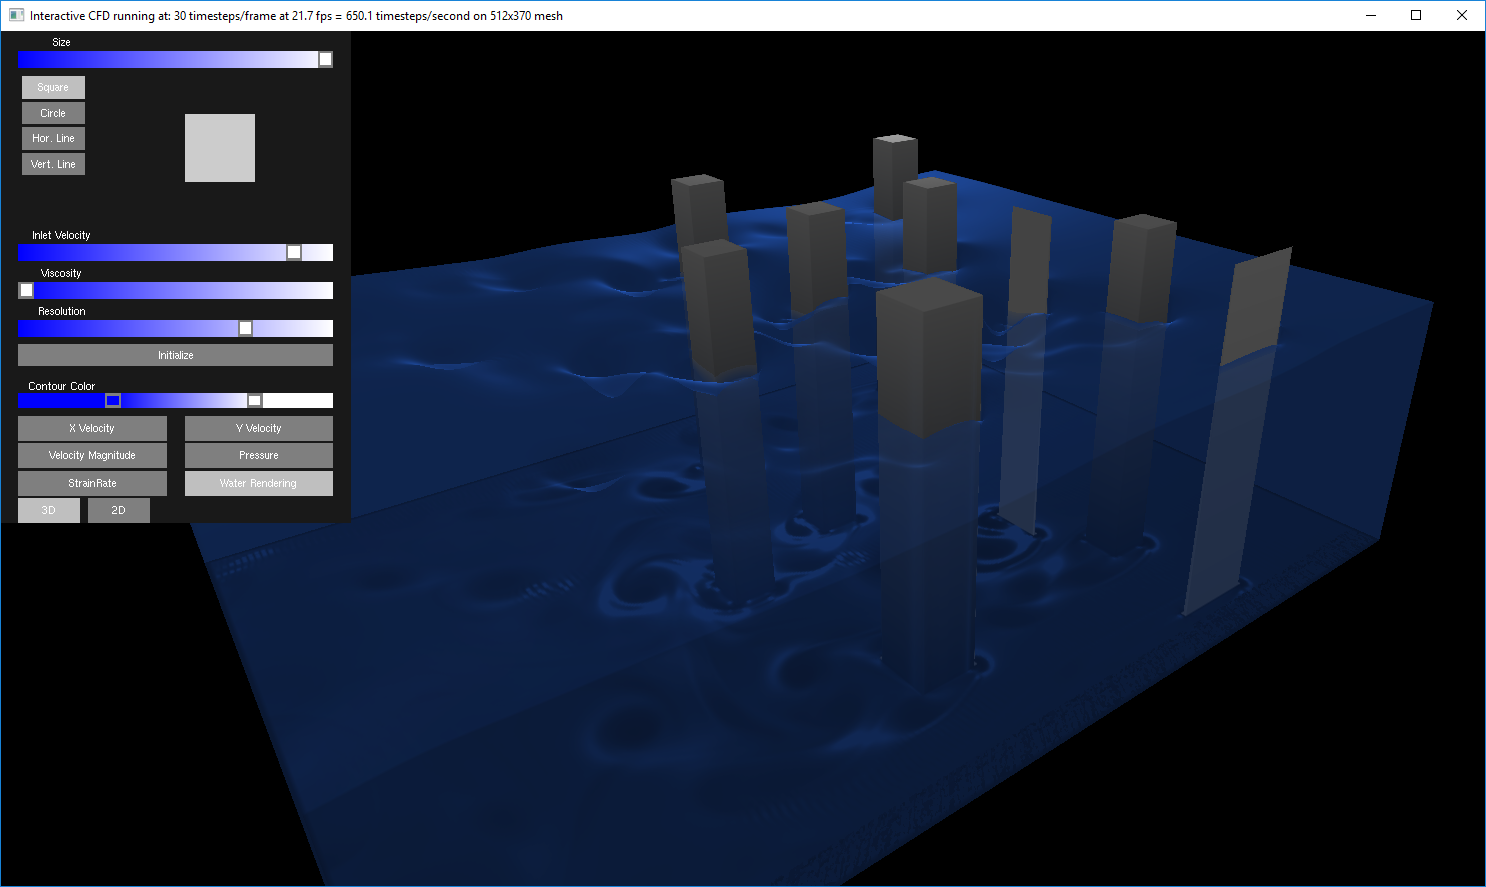 Interactive CFD running at: 30 timesteps/frame at 21.7 fps = 650.1 timesteps/second on 512x370 mesh
Size
Square
Circle
Hor. Line
Vert. Line
Inlet Velocity
Viscosity
Resolution
Initialize
Contour Color
X Velocity
Y Velocity
Velocity Magnitude
Pressure
StrainRate
Water Rendering
3D
2D